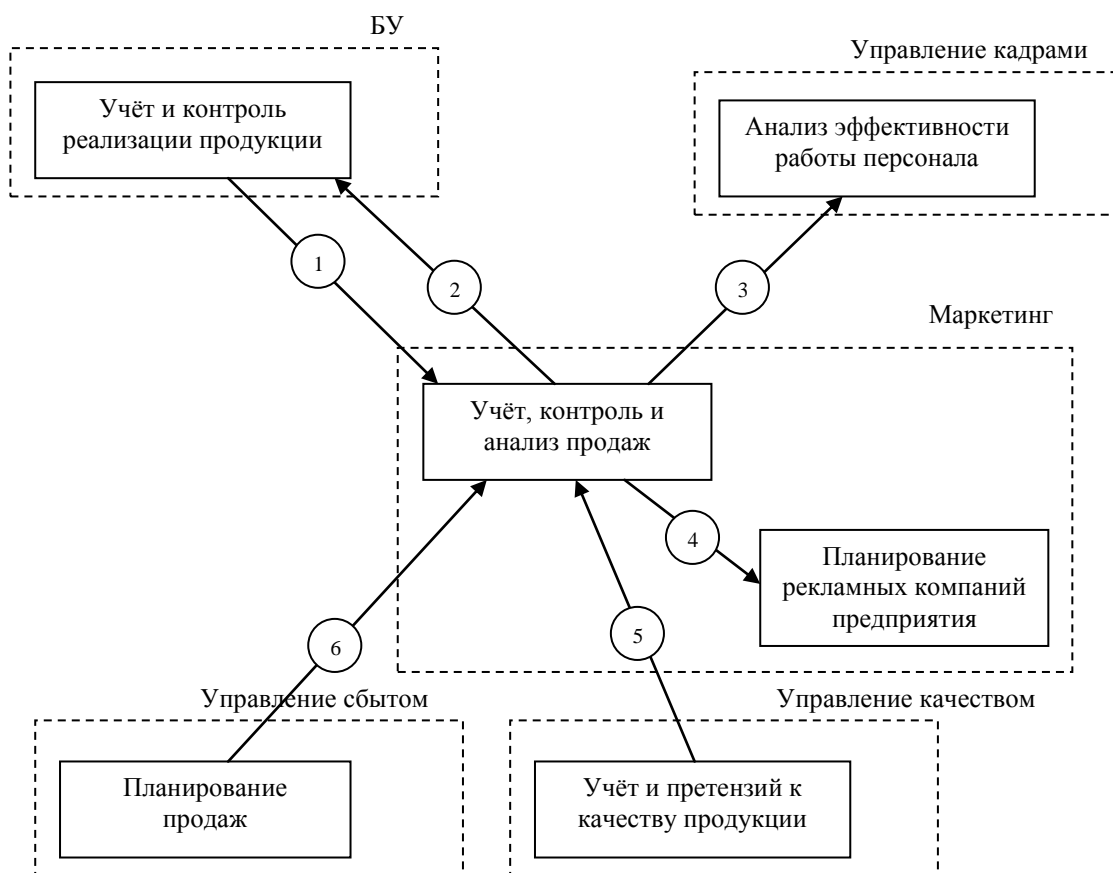 БУ
Управление кадрами
Учёт и контроль
реализации продукции
Анализ эффективности
работы персонала
1
2
3
Маркетинг
Учёт, контроль и
анализ продаж
4
Планирование
рекламных компаний
предприятия
5
6
Управление сбытом
Управление качеством
Планирование
продаж
Учёт и претензий к
качеству продукции